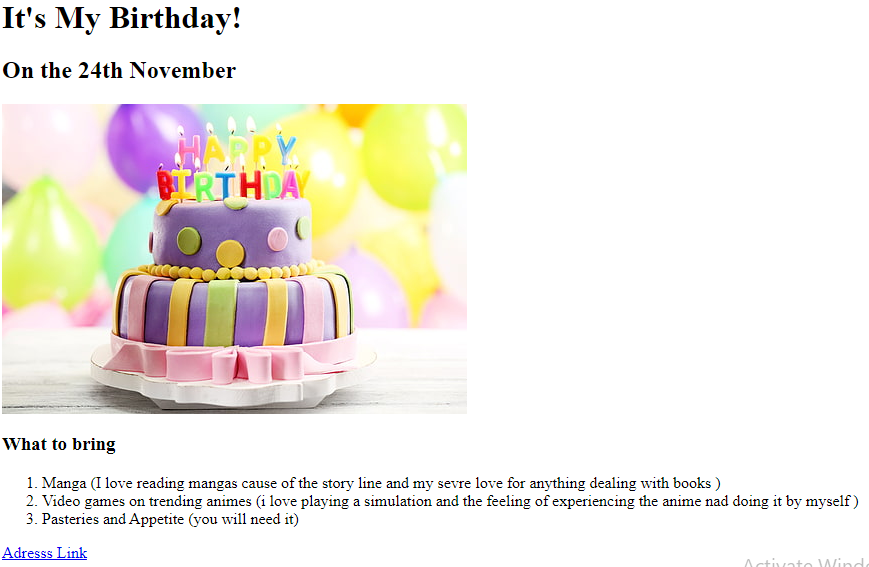 It's My Birthday!
On the 24th November
HAPPY
BIRTHDAY
What to bring
1. Manga (I love reading mangas cause of the story line and my sevre love for anything dealing with books )
2. Video games on trending animes (i love playing a simulation and the feeling of experiencing the anime nad doing it by myself )
3. Pasteries and Appetite (you will need it)
Adresss Link